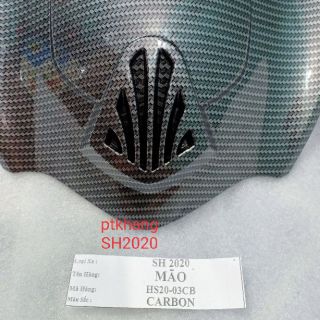 ptkhang
SH2020
Loại Xe : SH 2020
Tên Hàng: MÃO
Mã Hàng: HS20-03CB
Màu Sắc : CARBON